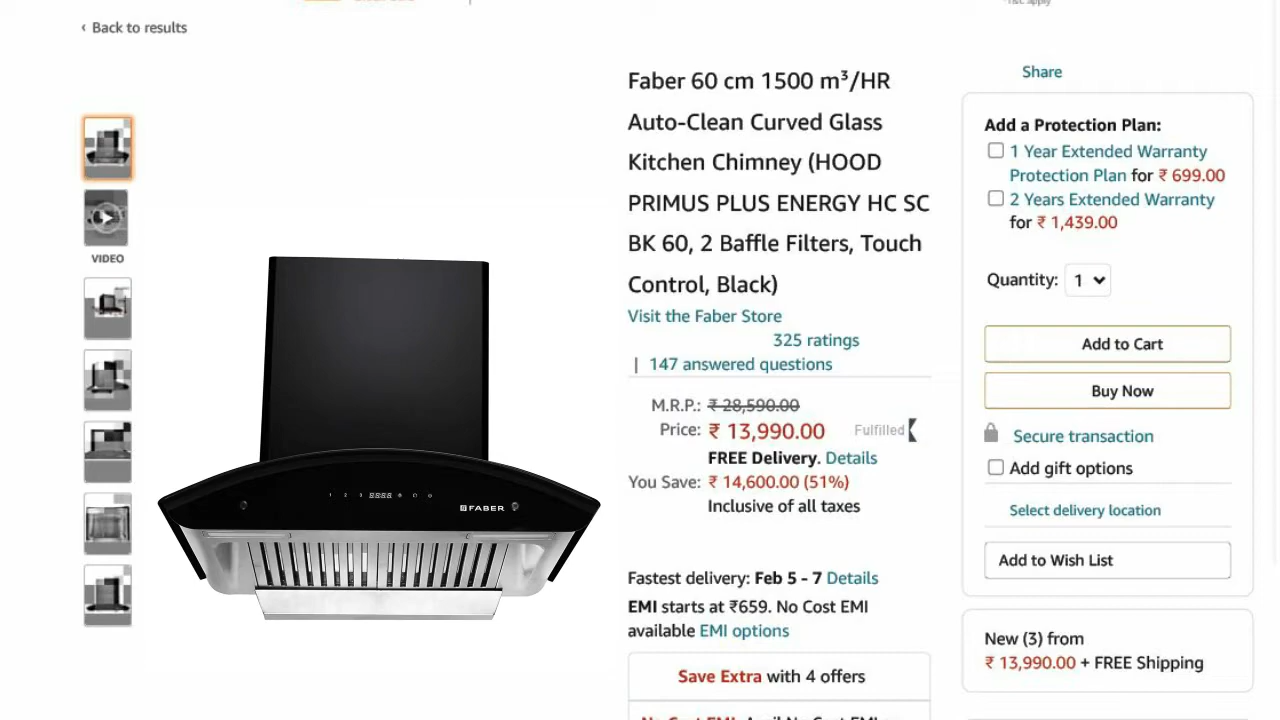 ‹ Back to results
Share
VIDEO
FABER
Faber 60 cm 1500 m³/HR
Auto-Clean Curved Glass
Kitchen Chimney (HOOD
PRIMUS PLUS ENERGY HC SC
BK 60, 2 Baffle Filters, Touch
Control, Black)
Visit the Faber Store
325 ratings
| 147 answered questions
M.R.P.: ₹ 28,590.00
Price: ₹ 13,990.00 Fulfilled
FREE Delivery. Details
You Save: ₹ 14,600.00 (51%)
Inclusive of all taxes
Fastest delivery: Feb 5 - 7 Details
EMI starts at ₹659. No Cost EMI
available EMI options
Save Extra with 4 offers
Add a Protection Plan:
1 Year Extended Warranty
Protection Plan for ₹ 699.00
2 Years Extended Warranty
for ₹ 1,439.00
Quantity: 1
Add to Cart
Buy Now
Secure transaction
Add gift options
Select delivery location
Add to Wish List
New (3) from
₹ 13,990.00 + FREE Shipping